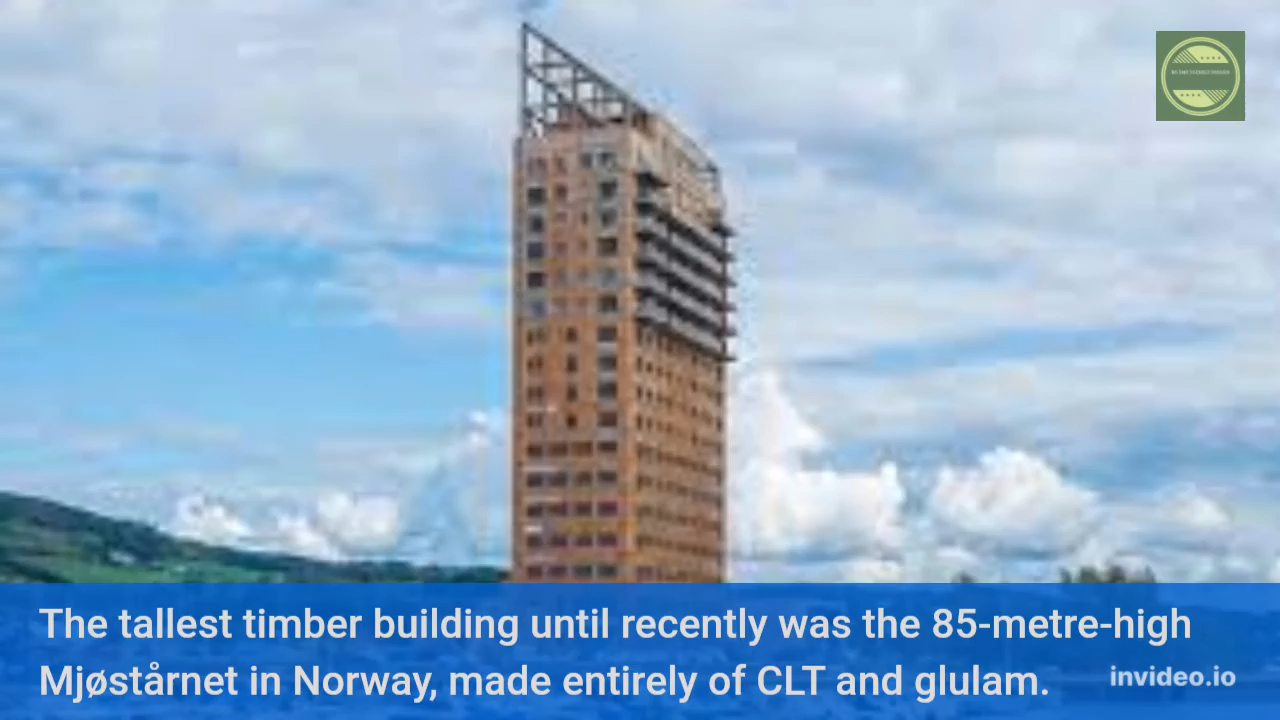 The tallest timber building until recently was the 85-metre-high
Mjøstårnet in Norway, made entirely of CLT and glulam.
invideo.io